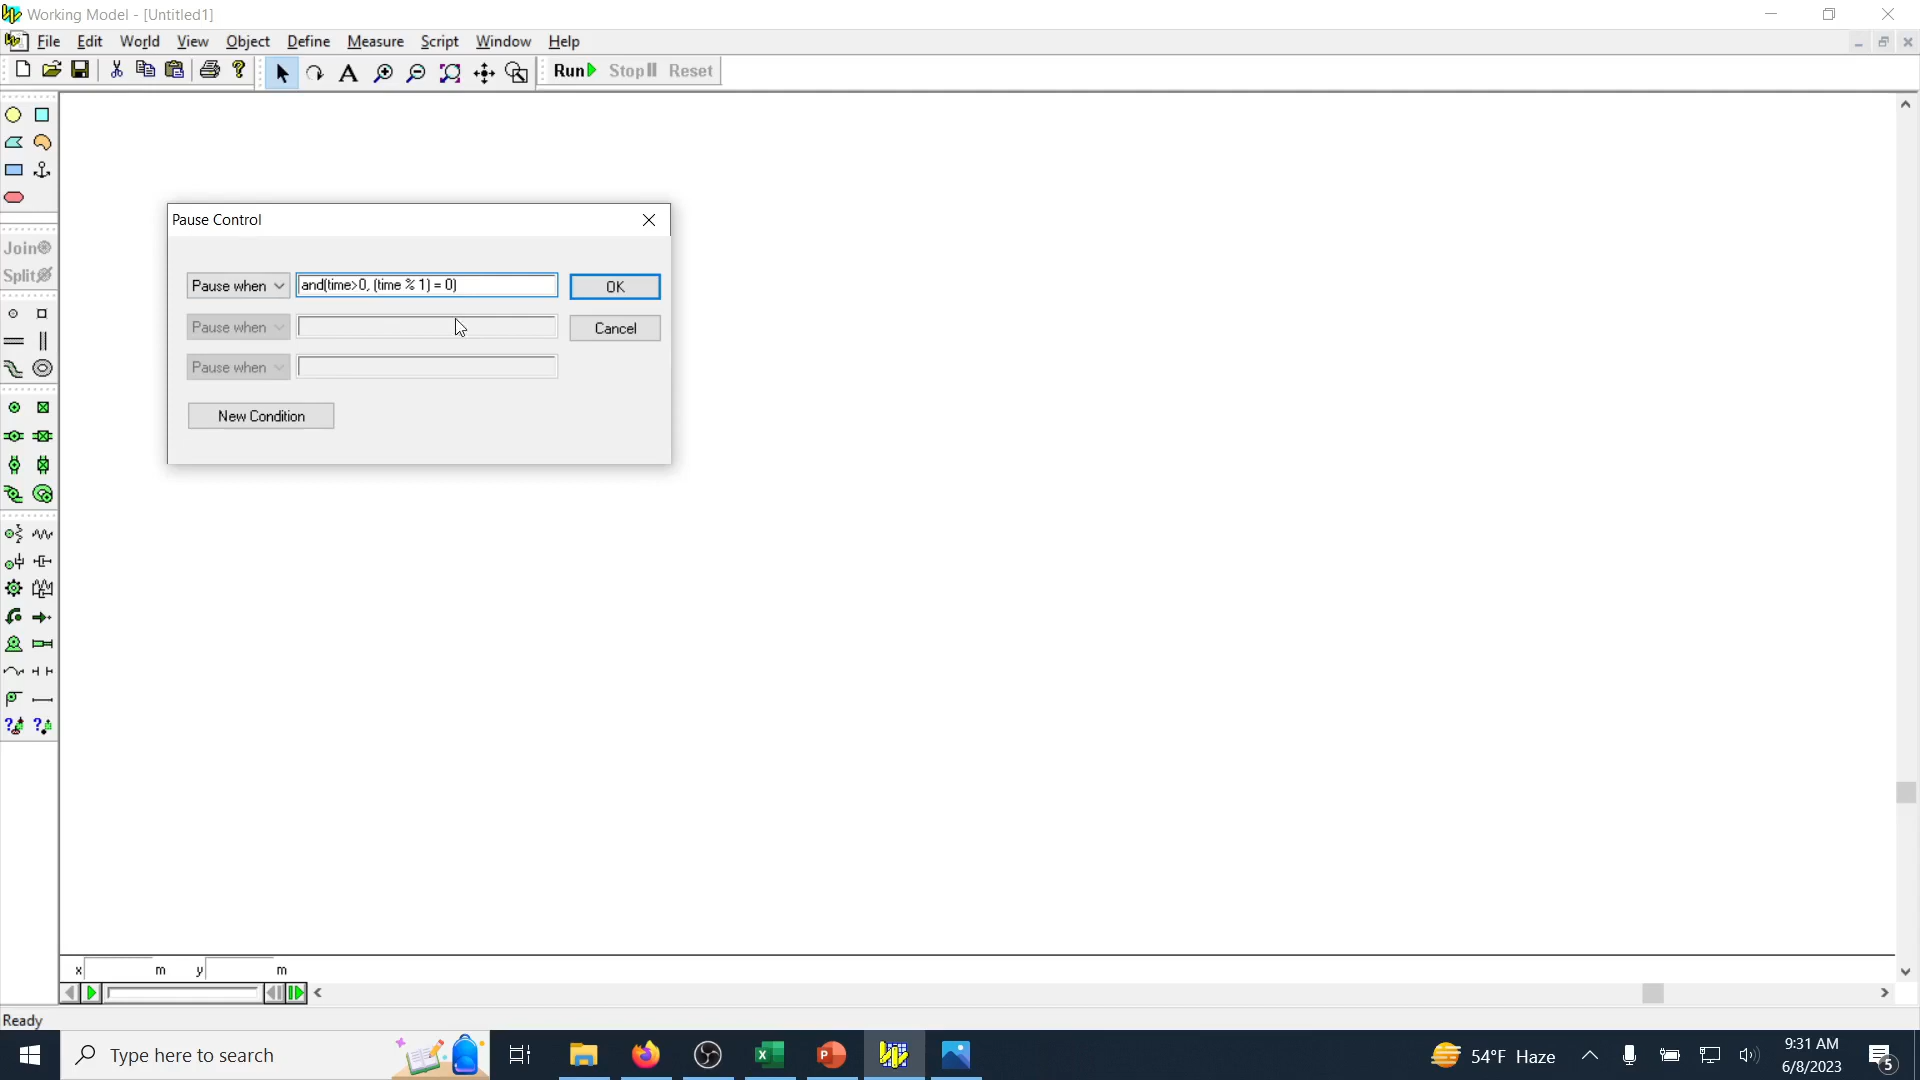 Working Model - [Untitled1]
File Edit World View Object Define Measure Script Window Help
Run Stop Reset
Join
Split
Pause Control
Pause when and(time>0, (time % 1) = 0) OK
Pause when Cancel
Pause when
New Condition
x m y m
Ready
Type here to search
54°F Haze
9:31 AM
6/8/2023
5